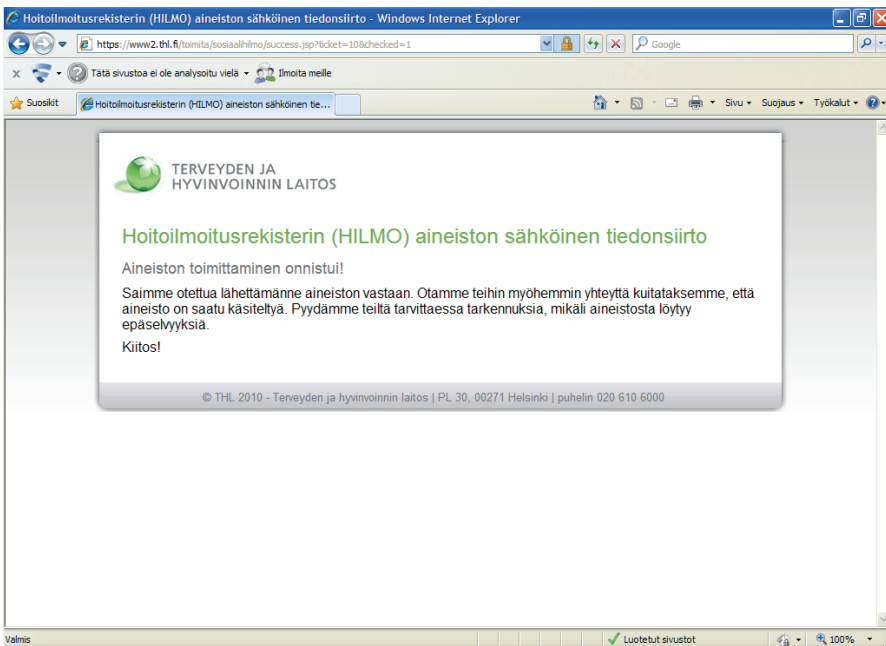 Hoitoilmoitusrekisterin (HILMO) aineiston sähköinen tiedonsiirto - Windows Internet Explorer
https://www2.thl.fi/toimita/sosiaalihilmo/success.jsp?ticket=10&checked=1
Google
x
Tätä sivustoa ei ole analysoitu vielä
Ilmoita meille
Suosikit
Hoitoilmoitusrekisterin (HILMO) aineiston sähköinen tie...
Sivu
Suojaus
Työkalut
TERVEYDEN JA
HYVINVOINNIN LAITOS
Hoitoilmoitusrekisterin (HILMO) aineiston sähköinen tiedonsiirto
Aineiston toimittaminen onnistui!
Saimme otettua lähettämänne aineiston vastaan. Otamme teihin myöhemmin yhteyttä kuitataksemme, että
aineisto on saatu käsiteltyä. Pyydämme teiltä tarvittaessa tarkennuksia, mikäli aineistosta löytyy
epäselvyyksiä.
Kiitos!
© THL 2010 - Terveyden ja hyvinvoinnin laitos | PL 30, 00271 Helsinki | puhelin 020 610 6000
Valmis
Luotetut sivustot
100%